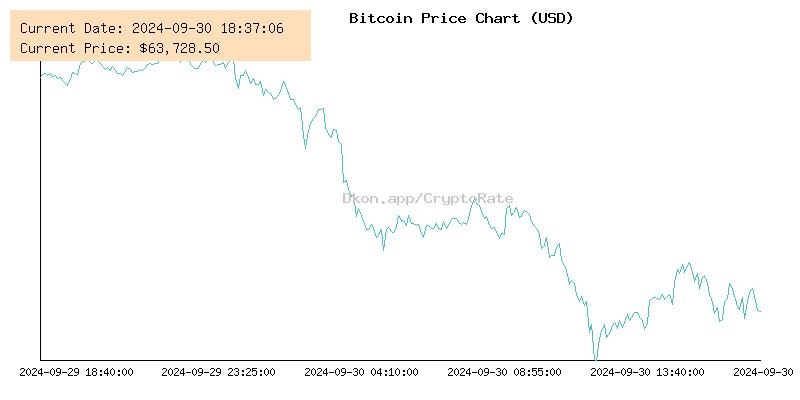 Bitcoin Price Chart (USD)
Current Date: 2024-09-30 18:37:06
Current Price: $63,728.50
Dkon.app/CryptoRate
2024-09-29 18:40:00 2024-09-29 23:25:00 2024-09-30 04:10:00 2024-09-30 08:55:00 2024-09-30 13:40:00 2024-09-30